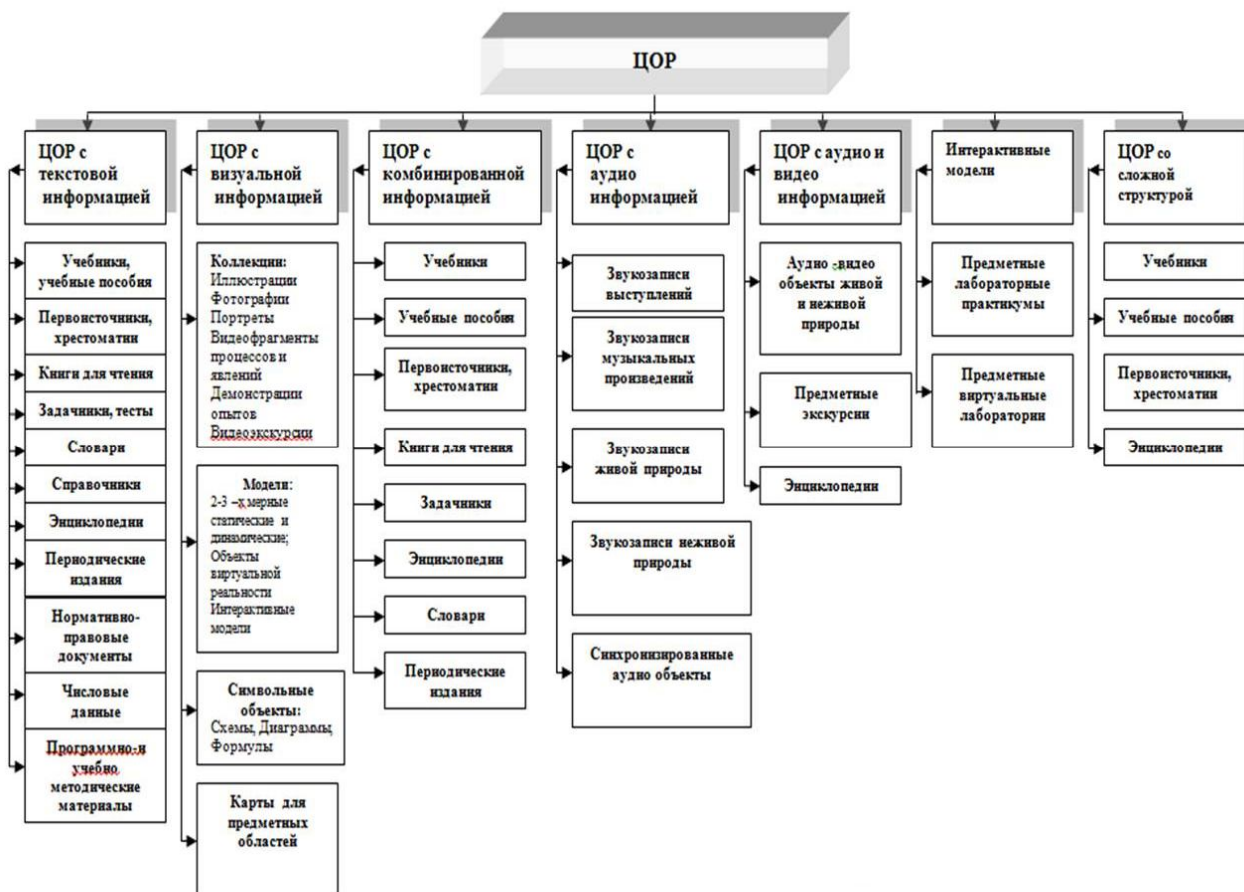 ЦОР
ЦОР с
текстовой
информацией
Учебники,
учебные пособия
Первоисточники,
хрестоматии
Книги для чтения
Задачники, тесты
Словари
Справочники
Энциклопедии
Периодические
издания
Нормативно-
правовые
документы
Числовые
данные
Программно-и
учебно
методические
материалы
ЦОР с
визуальной
информацией
Коллекции:
Иллюстрации
Фотографии
Портреты
Видеофрагменты
процессов и
явлений
Демонстрации
опытов
Видеоэкскурсии
Модели:
2-3 –х мерные
статические и
динамические;
Объекты
виртуальной
реальности
Интерактивные
модели
Символьные
объекты:
Схемы, Диаграммы,
Формулы
Карты для
предметных
областей
ЦОР с
комбинированной
информацией
Учебники
Учебные пособия
Первоисточники,
хрестоматии
Книги для чтения
Задачники
Энциклопедии
Словари
Периодические
издания
ЦОР с
аудио
информацией
Звукозаписи
выступлений
Звукозаписи
музыкальных
произведений
Звукозаписи
живой природы
Звукозаписи неживой
природы
Синхронизированные
аудио объекты
ЦОР с аудио и
видео
информацией
Аудио -видео
объекты живой
и неживой
природы
Предметные
экскурсии
Энциклопедии
Интерактивные
модели
Предметные
лабораторные
практикумы
Предметные
виртуальные
лаборатории
ЦОР со
сложной
структурой
Учебники
Учебные пособия
Первоисточники,
хрестоматии
Энциклопедии